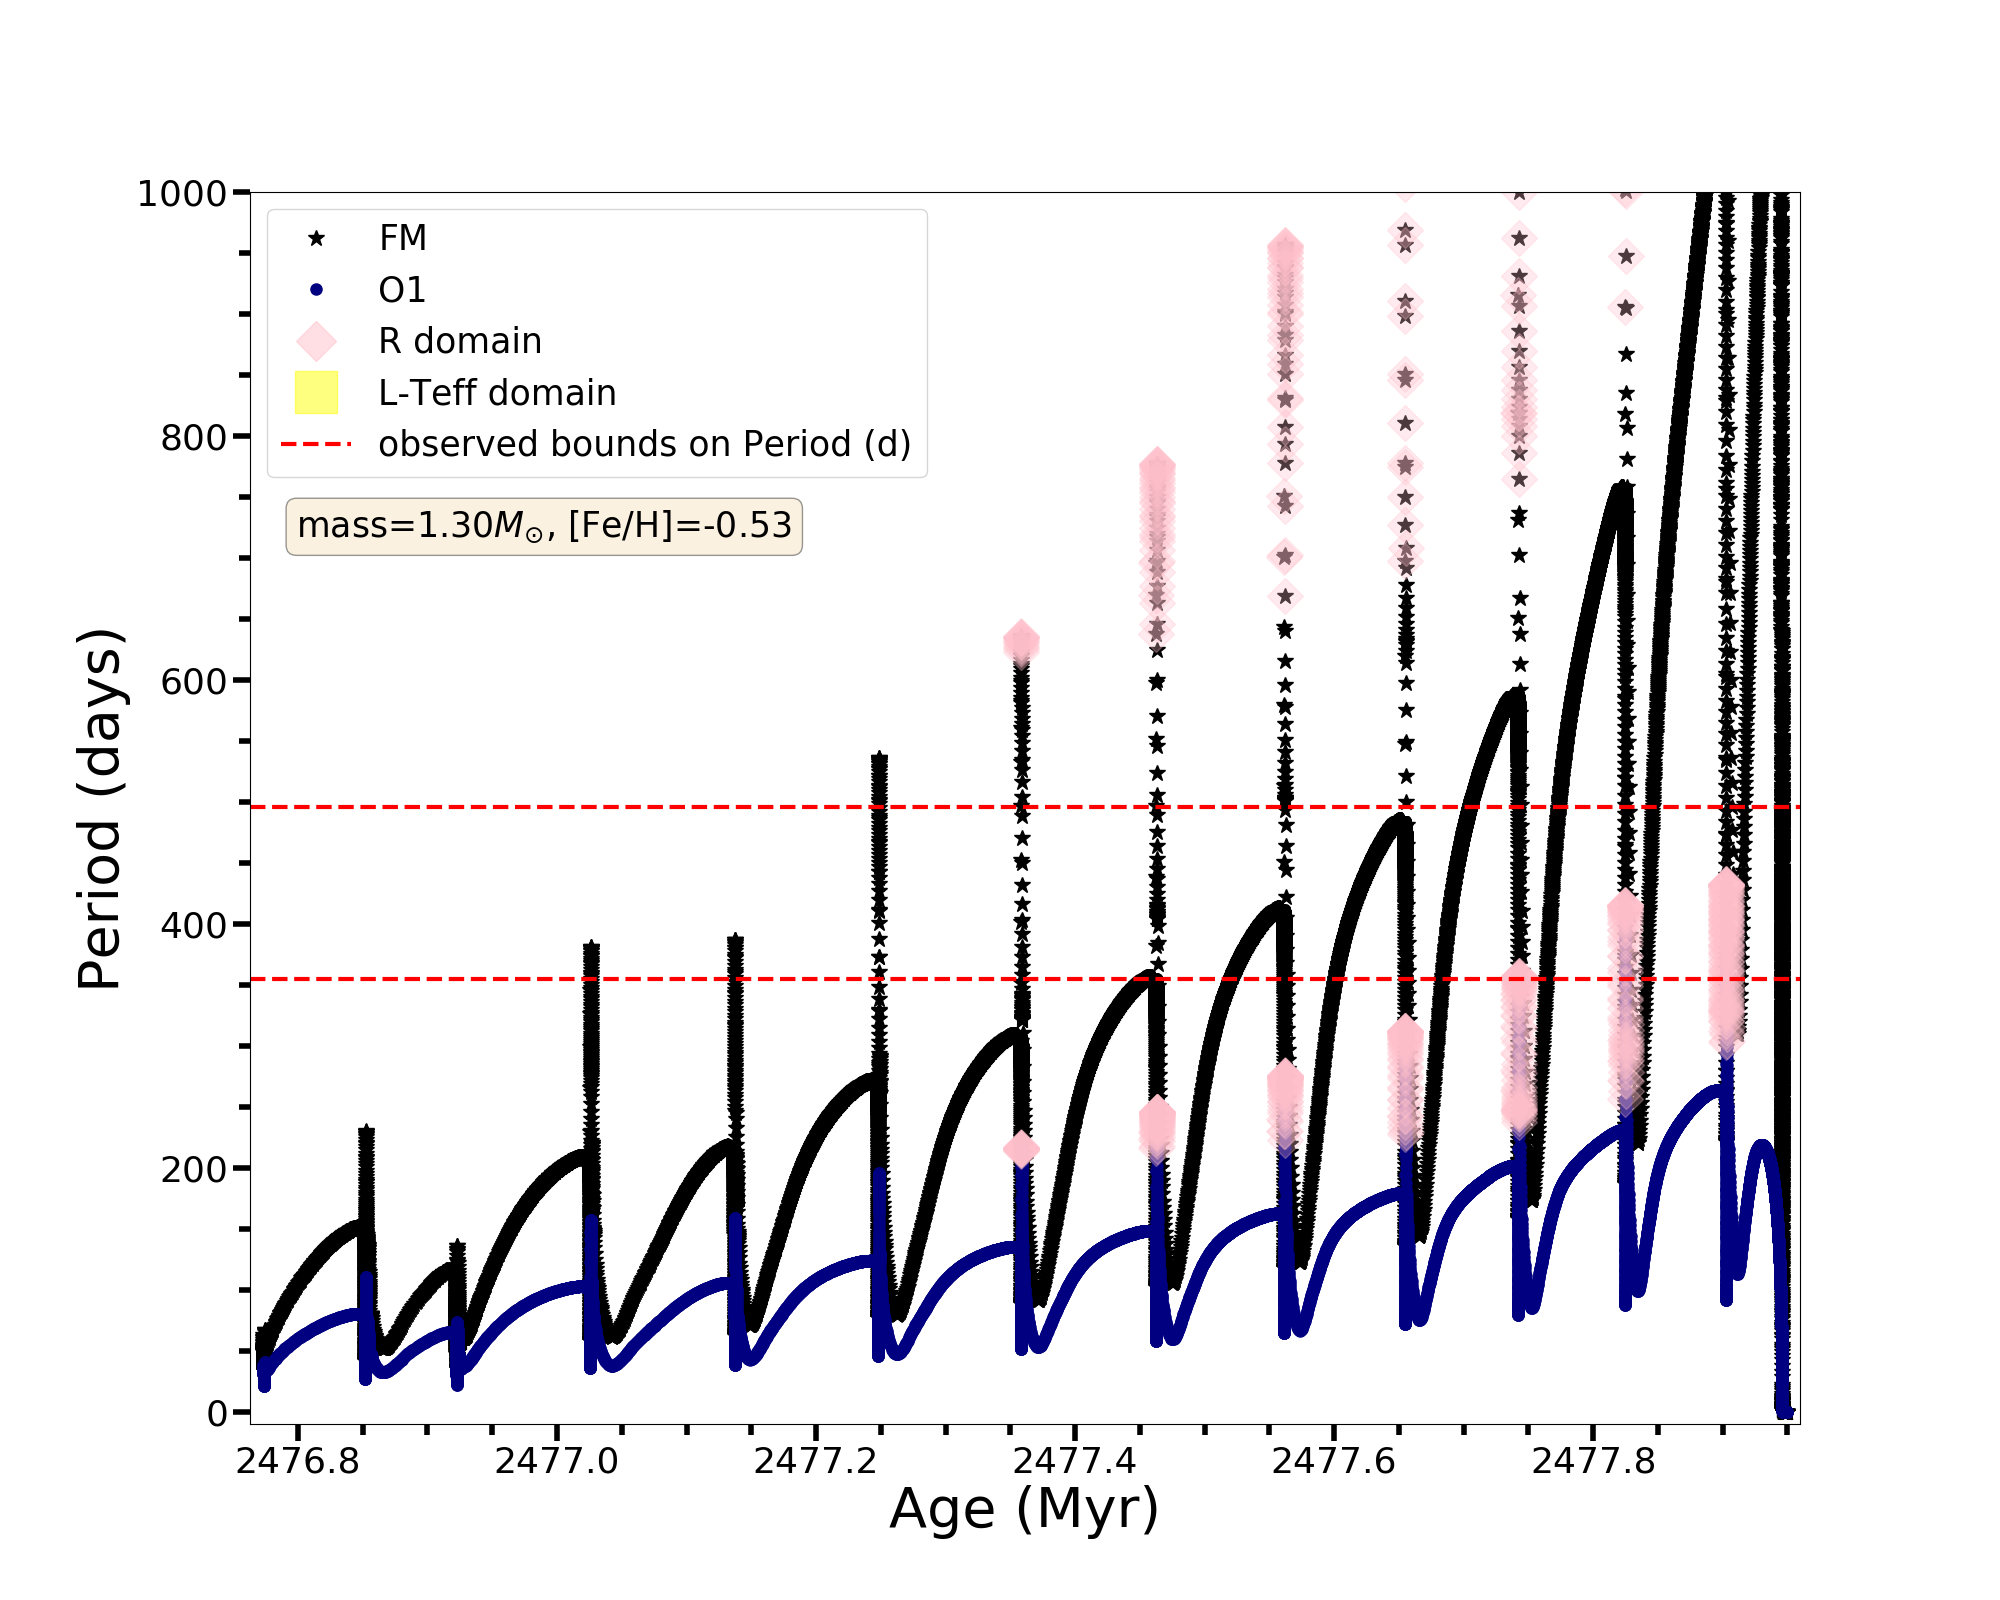 1000
800
600
400
200
0
Period (days)
FM
O1
R domain
L-Teff domain
observed bounds on Period (d)
mass=1.30M☉, [Fe/H]=-0.53
2476.8 2477.0 2477.2 2477.4 2477.6 2477.8
Age (Myr)